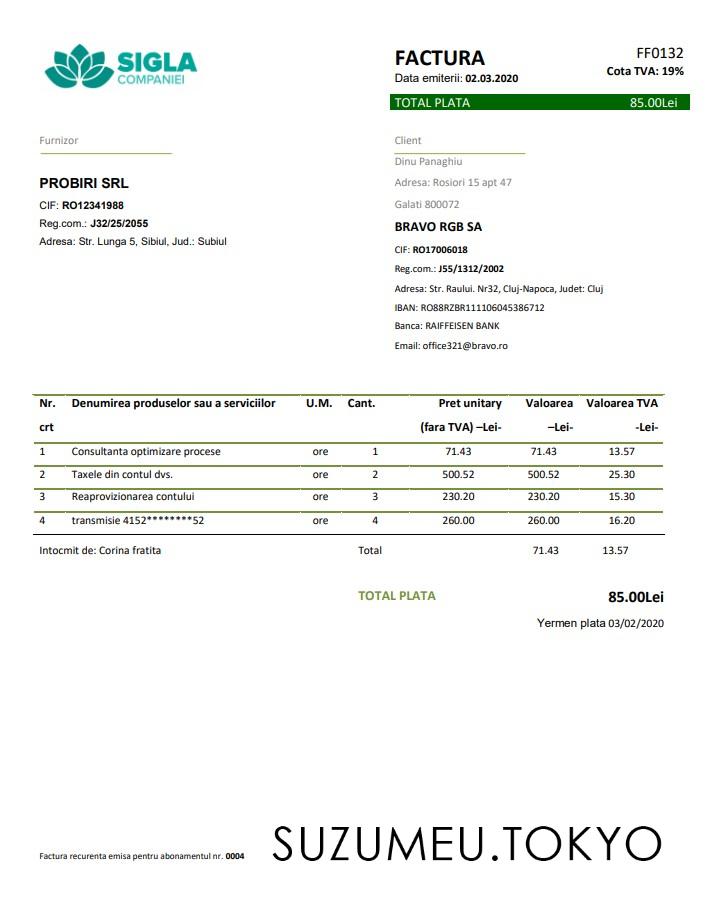 SIGLA
COMPANIEI
FACTURA
FF0132
Data emiterii: 02.03.2020
Cota TVA: 19%
TOTAL PLATA 85.00Lei
Furnizor
PROBIRI SRL
CIF: RO12341988
Reg.com.: J32/25/2055
Adresa: Str. Lunga 5, Sibiul, Jud.: Subiul
Client
Dinu Panaghiu
Adresa: Rosiori 15 apt 47
Galati 800072
BRAVO RGB SA
CIF: RO17006018
Reg.com.: J55/1312/2002
Adresa: Str. Raului. Nr32, Cluj-Napoca, Judet: Cluj
IBAN: RO88RZBR111106045386712
Banca: RAIFFEISEN BANK
Email: office321@bravo.ro
Nr. Denumirea produselor sau a serviciilor U.M. Cant. Pret unitary Valoarea Valoarea TVA
crt (fara TVA) –Lei- –Lei- -Lei-
1 Consultanta optimizare procese ore 1 71.43 71.43 13.57
2 Taxele din contul dvs. ore 2 500.52 500.52 25.30
3 Reaprovizionarea contului ore 3 230.20 230.20 15.30
4 transmisie 4152********52 ore 4 260.00 260.00 16.20
Intocmit de: Corina fratita Total 71.43 13.57
TOTAL PLATA 85.00Lei
Yermen plata 03/02/2020
Factura recurenta emisa pentru abonamentul nr. 0004
SUZUMEU.TOKYO